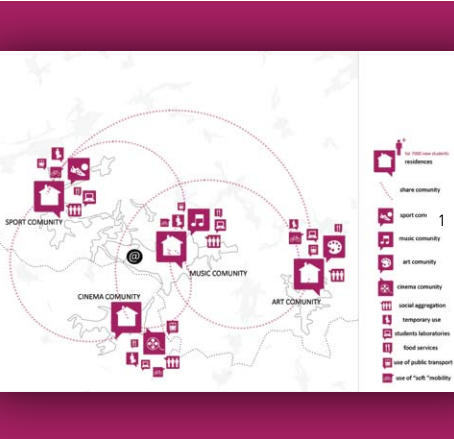 SPORT COMUNITY
@
MUSIC COMUNITY
CINEMA COMUNITY
ART COMUNITY
for 7000 new students
residences
share comunity
sport com
1
music comunity
art comunity
cinema comunity
social aggregation
temporary use
students laboratories
food services
use of public transport
use of "soft" mobility